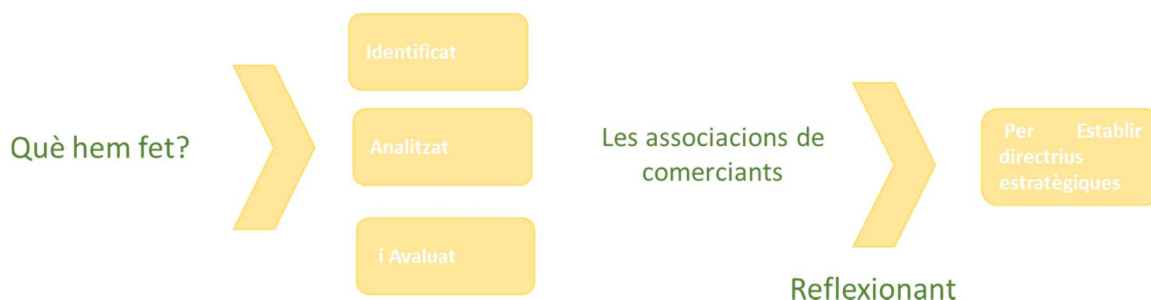 Què hem fet?
Identificat
Analitzat
i Avaluat
Les associacions de
comerciants
Reflexionant
Per Establir
directrius
estratègiques